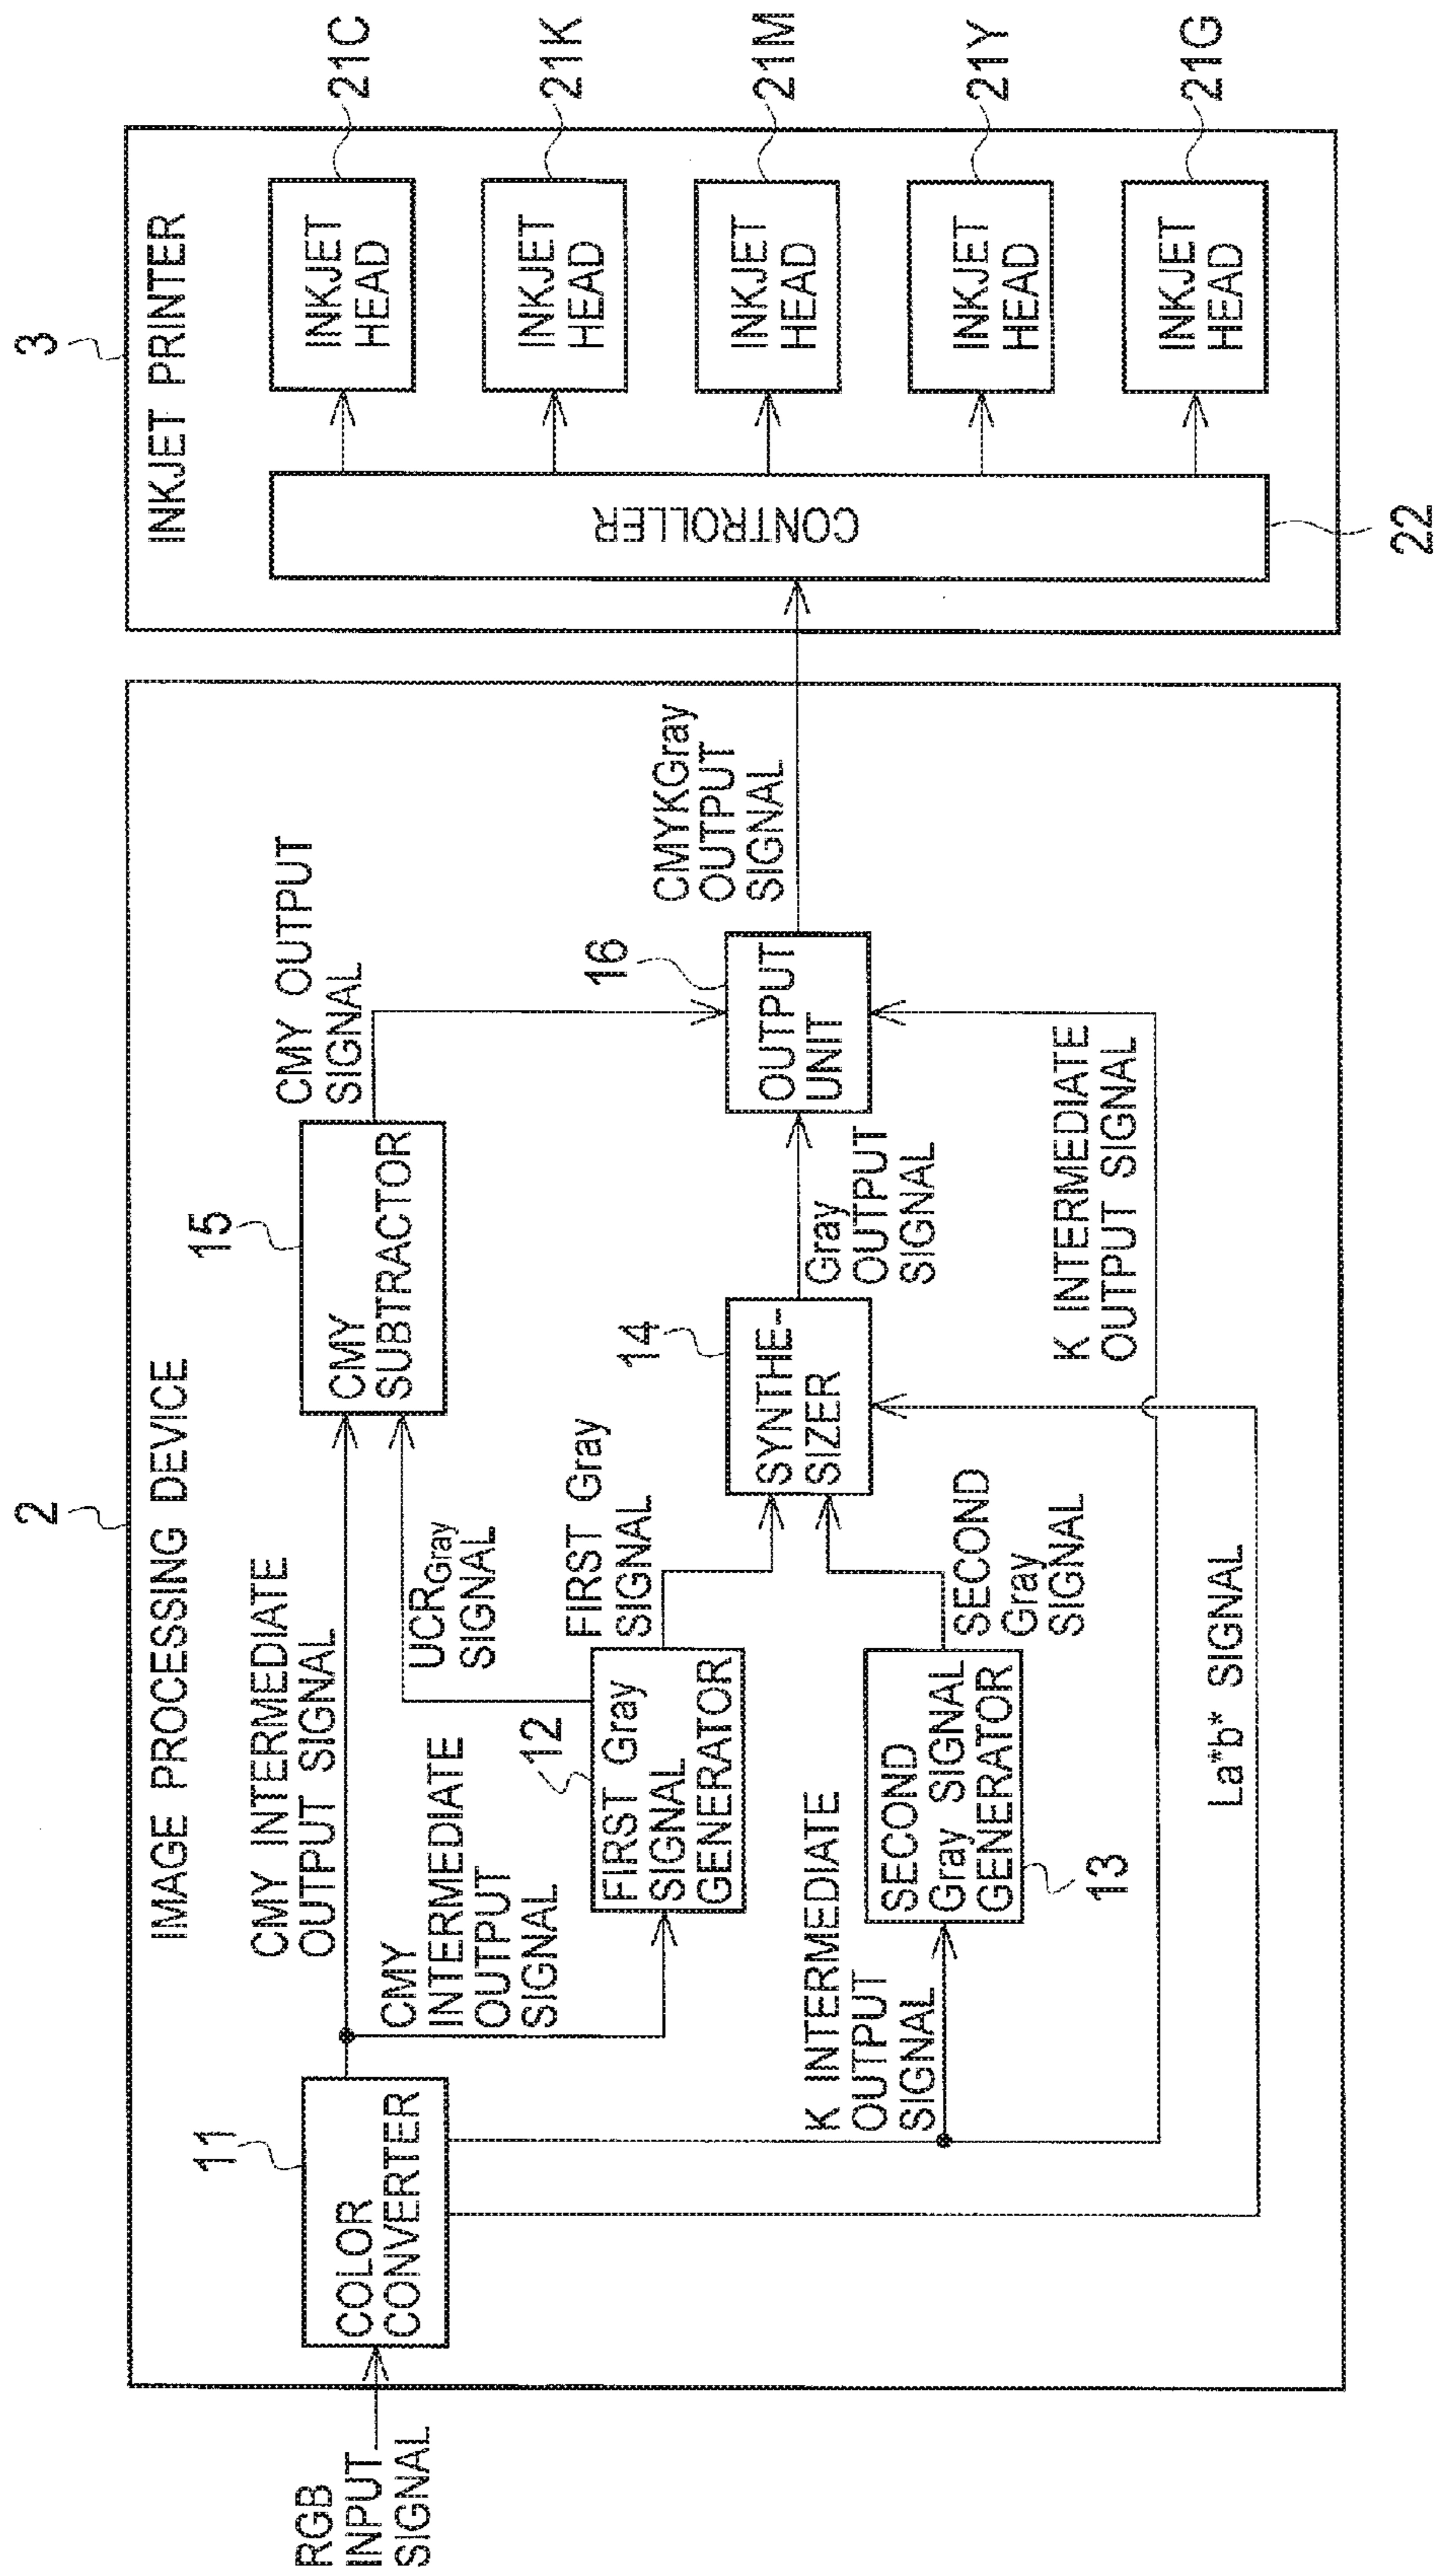 2
IMAGE PROCESSING DEVICE
RGB
INPUT
SIGNAL
11
COLOR
CONVERTER
CMY INTERMEDIATE
OUTPUT SIGNAL
CMY
INTERMEDIATE
OUTPUT
SIGNAL
12
FIRST Gray
SIGNAL
GENERATOR
UCRGray
SIGNAL
FIRST Gray
SIGNAL
15
CMY
SUBTRACTOR
CMY OUTPUT
SIGNAL
K INTERMEDIATE
OUTPUT
SIGNAL
SECOND
Gray SIGNAL
GENERATOR
13
SECOND
Gray
SIGNAL
14
SYNTHE-
SIZER
Gray
OUTPUT
SIGNAL
16
OUTPUT
UNIT
CMYKGray
OUTPUT
SIGNAL
K INTERMEDIATE
OUTPUT SIGNAL
La*b* SIGNAL
3
INKJET PRINTER
CONTROLLER
22
INKJET
HEAD
21C
INKJET
HEAD
21K
INKJET
HEAD
21M
INKJET
HEAD
21Y
INKJET
HEAD
21G